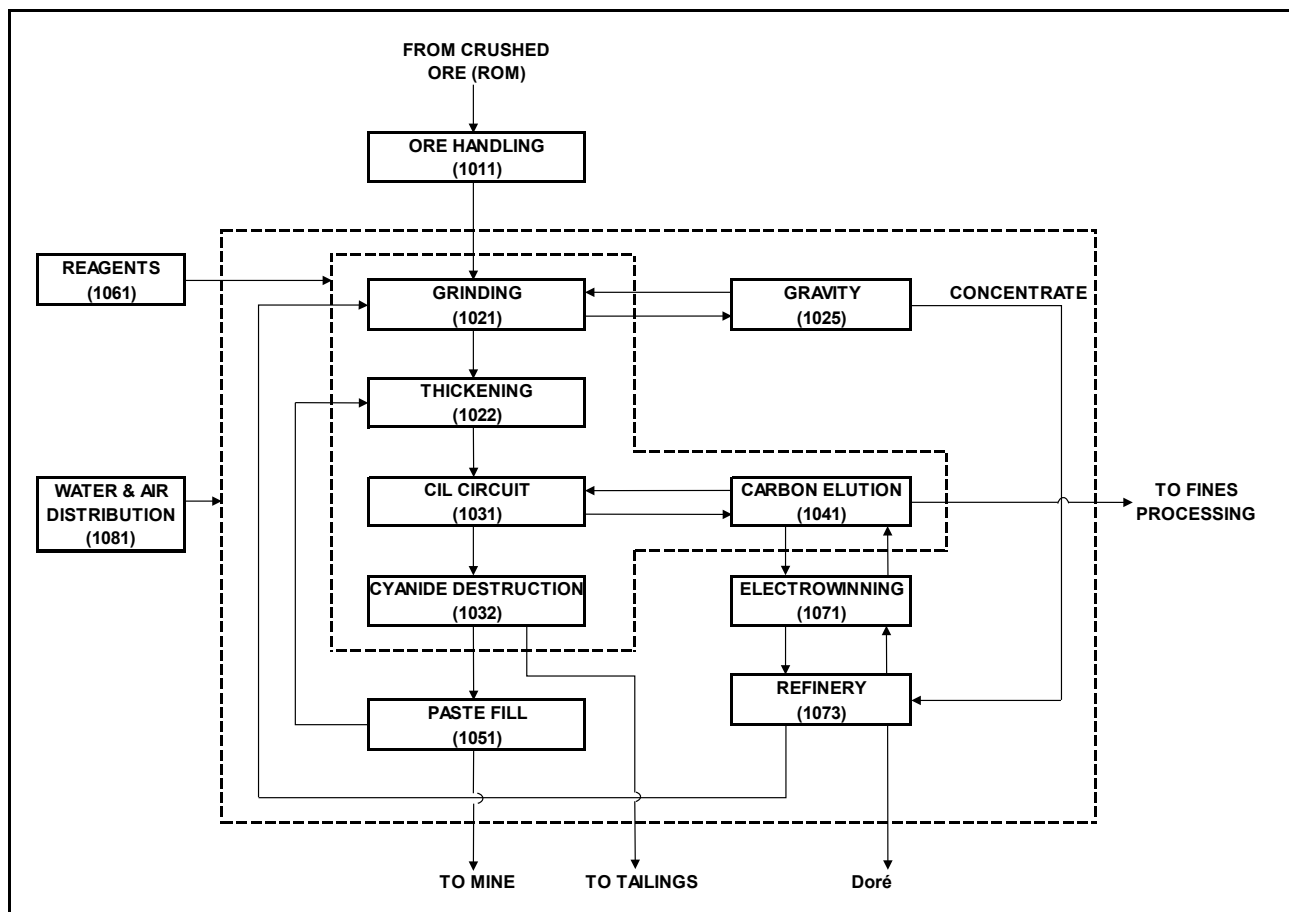 FROM CRUSHED
ORE (ROM)
ORE HANDLING
(1011)
REAGENTS
(1061)
GRINDING
(1021)
GRAVITY
(1025)
CONCENTRATE
THICKENING
(1022)
WATER & AIR
DISTRIBUTION
(1081)
CIL CIRCUIT
(1031)
CARBON ELUTION
(1041)
TO FINES
PROCESSING
CYANIDE DESTRUCTION
(1032)
ELECTROWINNING
(1071)
PASTE FILL
(1051)
REFINERY
(1073)
TO MINE
TO TAILINGS
Doré